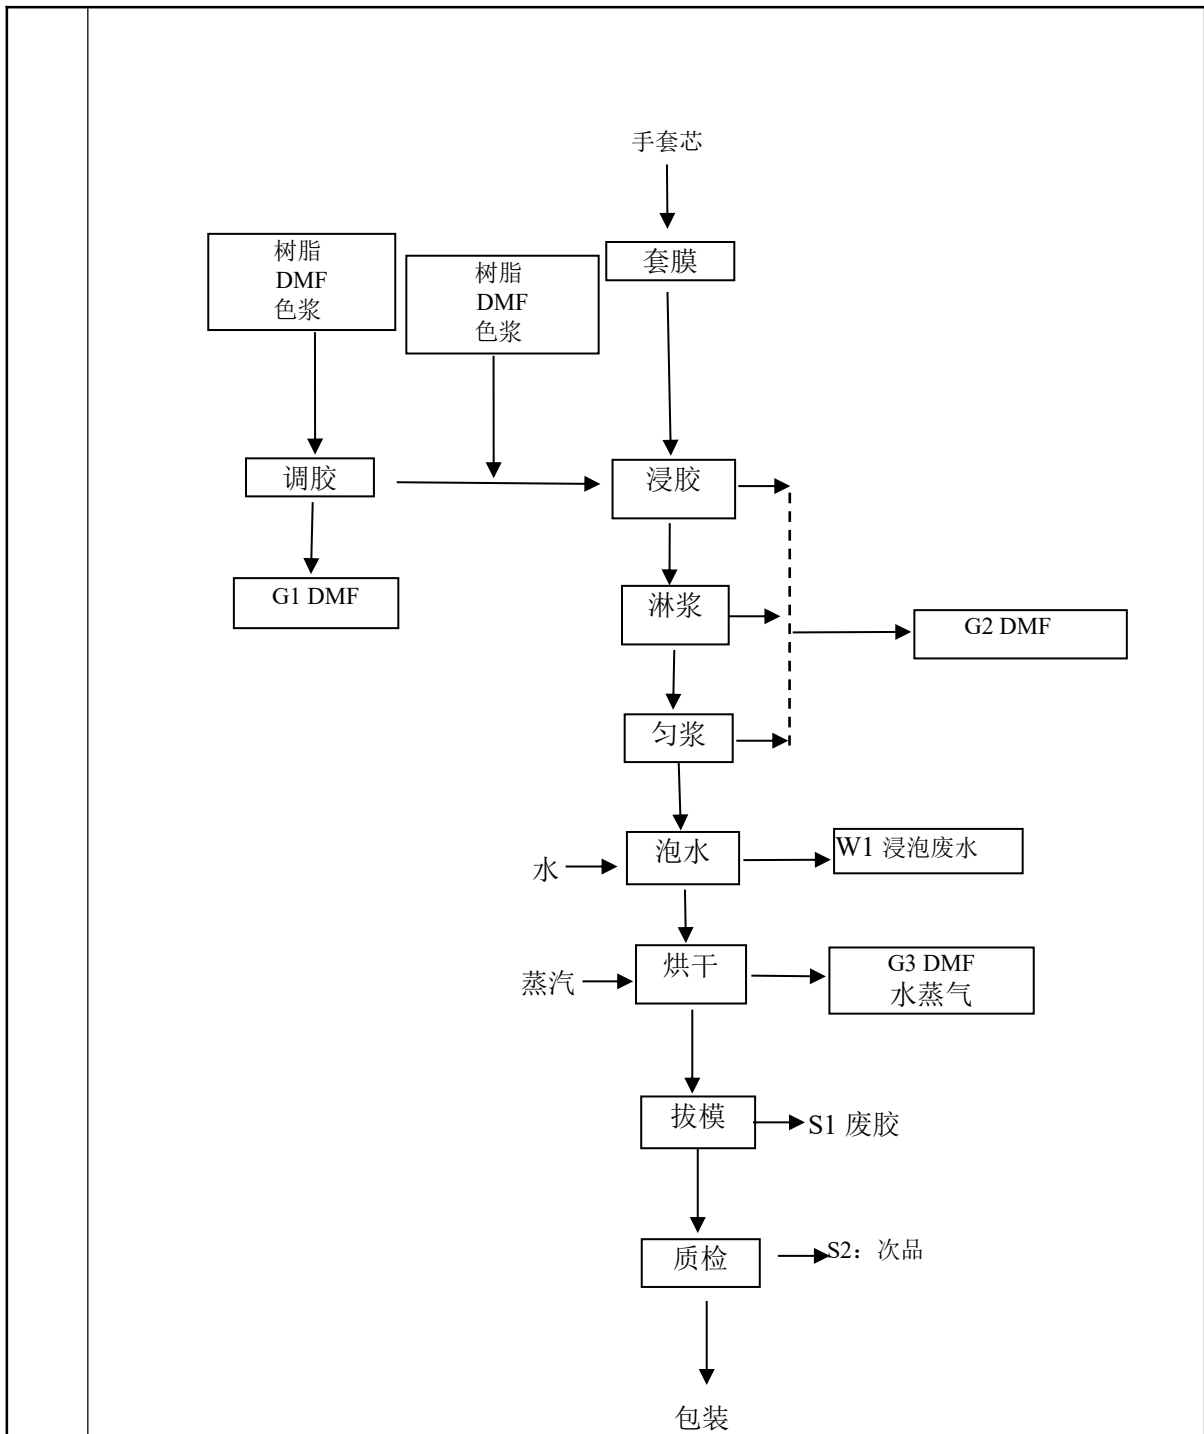 手套芯
树脂
DMF
色浆
树脂
DMF
色浆
套膜
调胶
浸胶
G1 DMF
淋浆
G2 DMF
匀浆
水
泡水
W1 浸泡废水
蒸汽
烘干
G3 DMF
水蒸气
拔模
S1 废胶
质检
S2：次品
包装